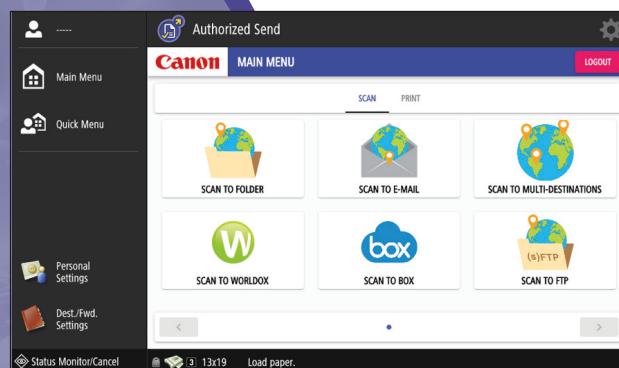 -----
Authorized Send
Main Menu
Quick Menu
Canon
MAIN MENU
LOGOUT
SCAN
PRINT
SCAN TO FOLDER
SCAN TO E-MAIL
SCAN TO MULTI-DESTINATIONS
W
SCAN TO WORLDOX
box
SCAN TO BOX
(s)FTP
SCAN TO FTP
Personal
Settings
Dest./Fwd.
Settings
<
>
Status Monitor/Cancel
3 13x19 Load paper.